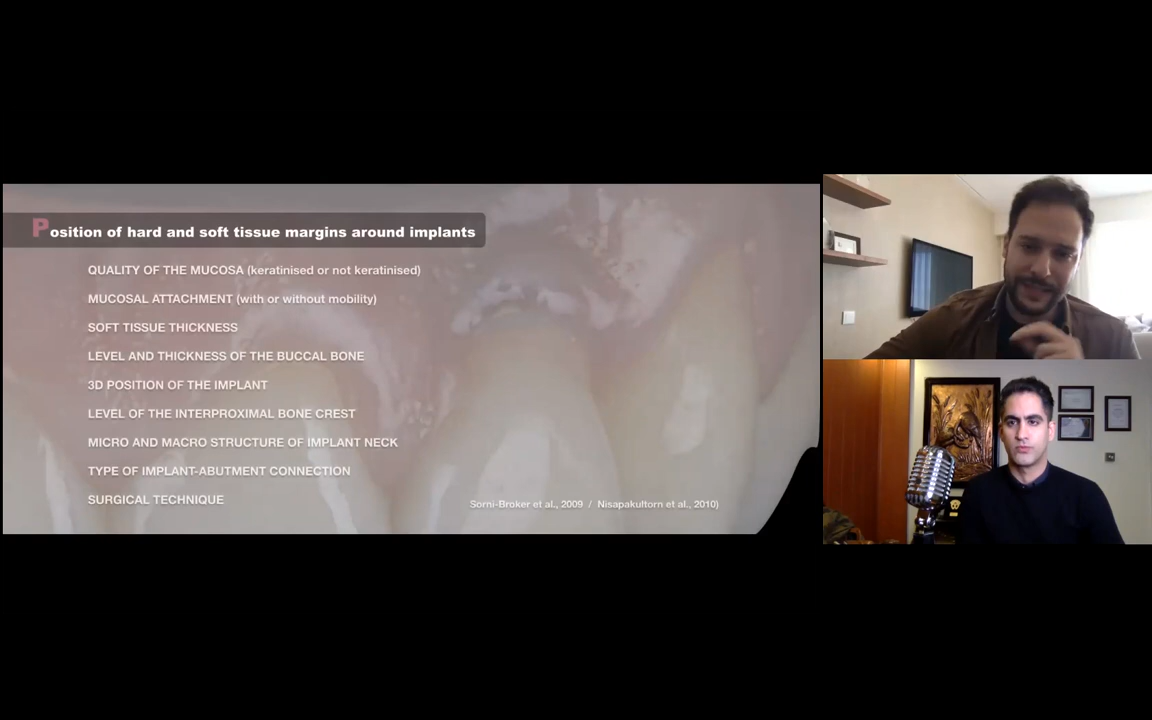 Position of hard and soft tissue margins around implants
QUALITY OF THE MUCOSA (keratinised or not keratinised)
MUCOSAL ATTACHMENT (with or without mobility)
SOFT TISSUE THICKNESS
LEVEL AND THICKNESS OF THE BUCCAL BONE
3D POSITION OF THE IMPLANT
LEVEL OF THE INTERPROXIMAL BONE CREST
MICRO AND MACRO STRUCTURE OF IMPLANT NECK
TYPE OF IMPLANT-ABUTMENT CONNECTION
SURGICAL TECHNIQUE
Sorni-Broker et al., 2009 / Nisapakultorn et al., 2010)